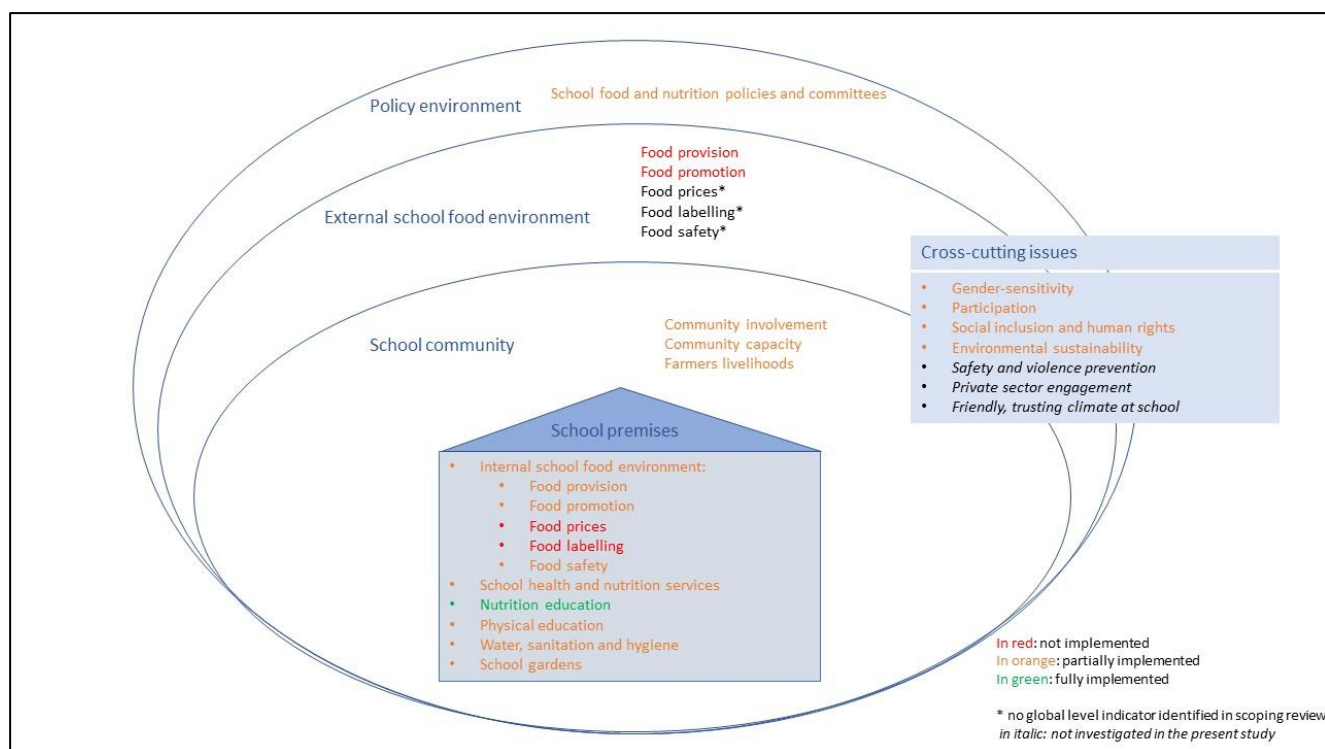 Policy environment
School food and nutrition policies and committees
External school food environment
Food provision
Food promotion
Food prices*
Food labelling*
Food safety*
School community
Community involvement
Community capacity
Farmers livelihoods
Cross-cutting issues
• Gender-sensitivity
• Participation
• Social inclusion and human rights
• Environmental sustainability
• Safety and violence prevention
• Private sector engagement
• Friendly, trusting climate at school
School premises
• Internal school food environment:
• Food provision
• Food promotion
• Food prices
• Food labelling
• Food safety
• School health and nutrition services
• Nutrition education
• Physical education
• Water, sanitation and hygiene
• School gardens
In red: not implemented
In orange: partially implemented
In green: fully implemented
* no global level indicator identified in scoping review
in italic: not investigated in the present study